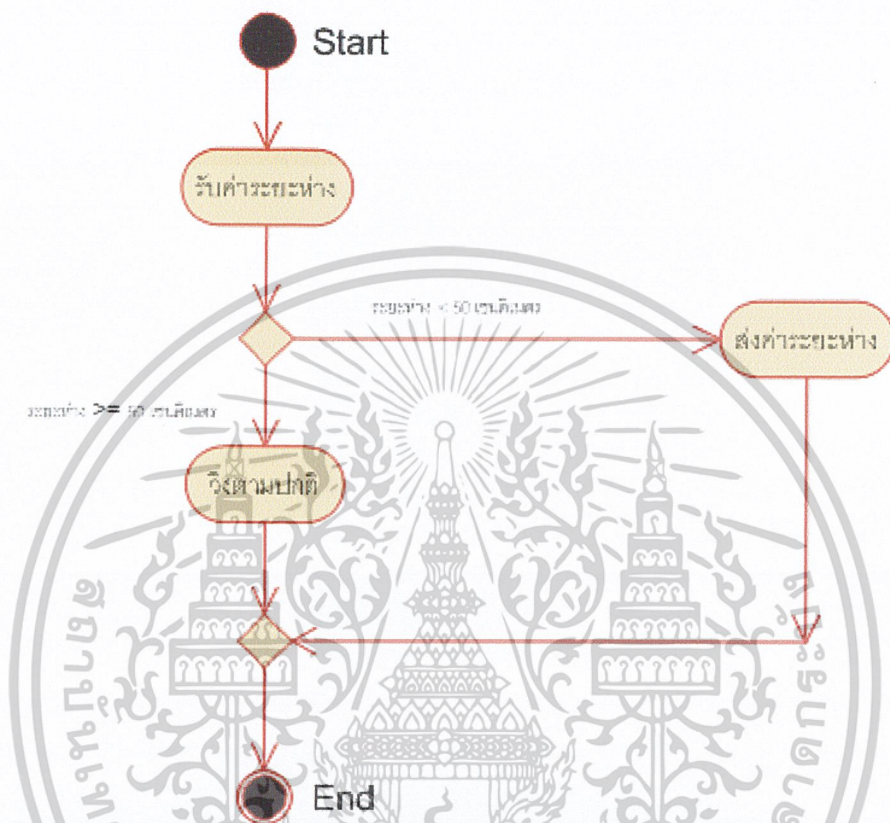 Start
รับค่าระยะห่าง
ระยะห่าง < 50 เซนติเมตร
ส่งค่าระยะห่าง
ระยะห่าง >= 50 เซนติเมตร
วิ่งตามปกติ
End